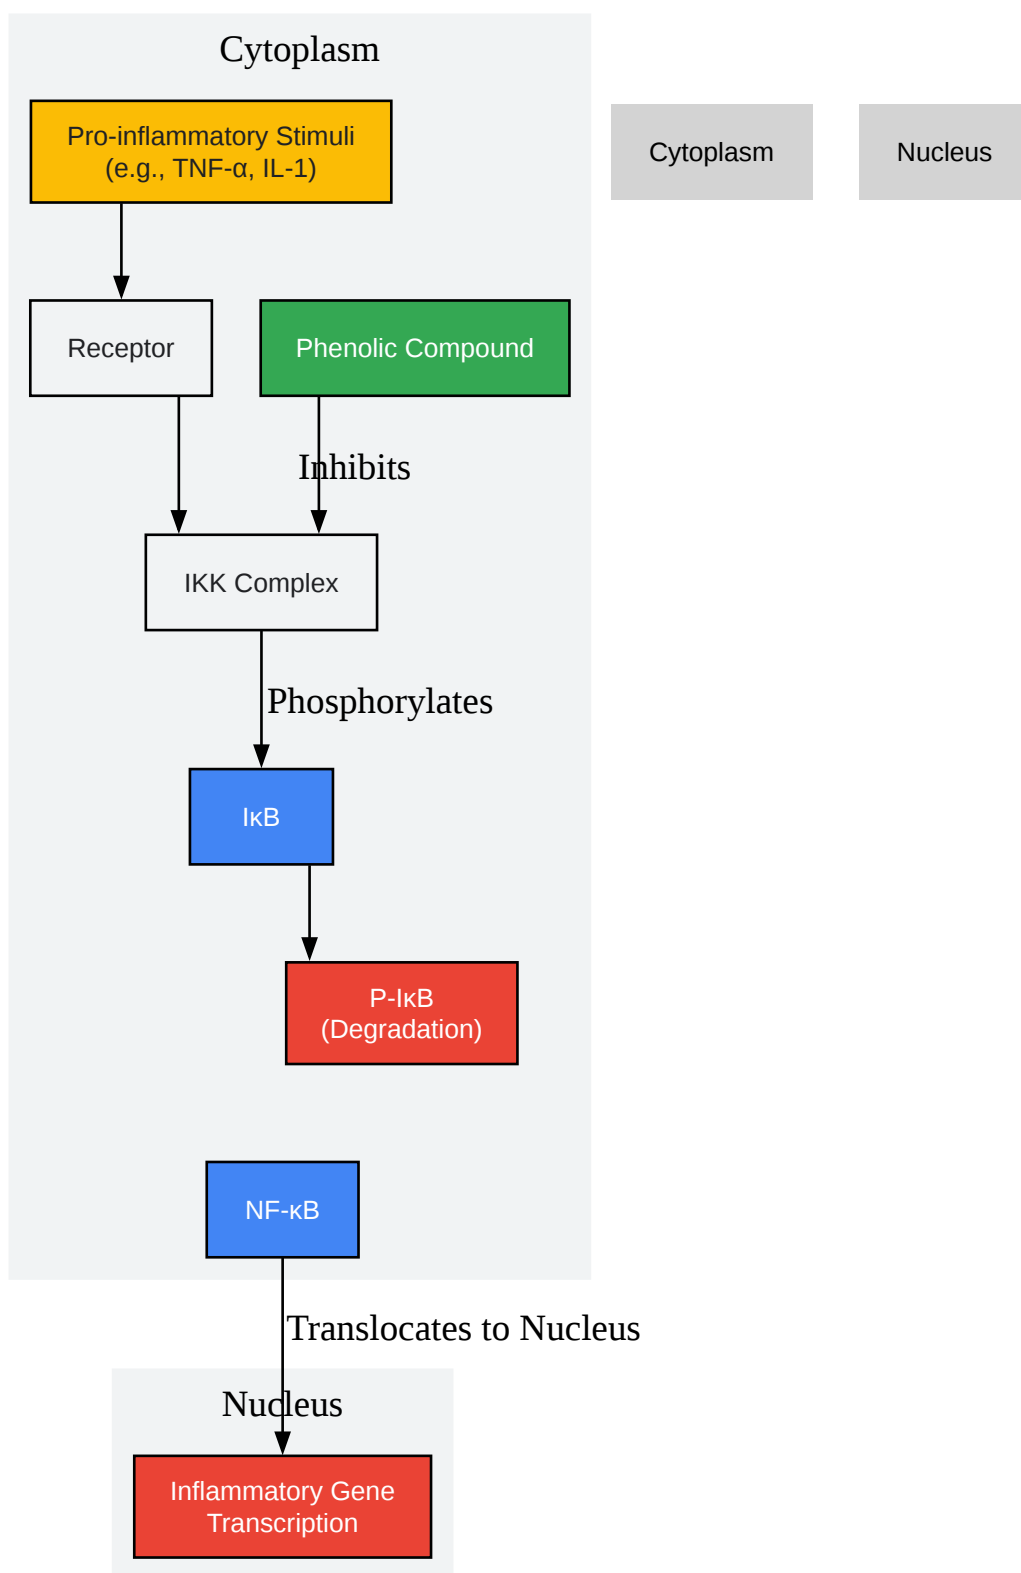 Cytoplasm
Pro-inflammatory Stimuli
(e.g., TNF-α, IL-1)
Cytoplasm
Nucleus
Receptor
Phenolic Compound
Inhibits
IKK Complex
Phosphorylates
IκB
P-IκB
(Degradation)
NF-κB
Translocates to Nucleus
Nucleus
Inflammatory Gene
Transcription